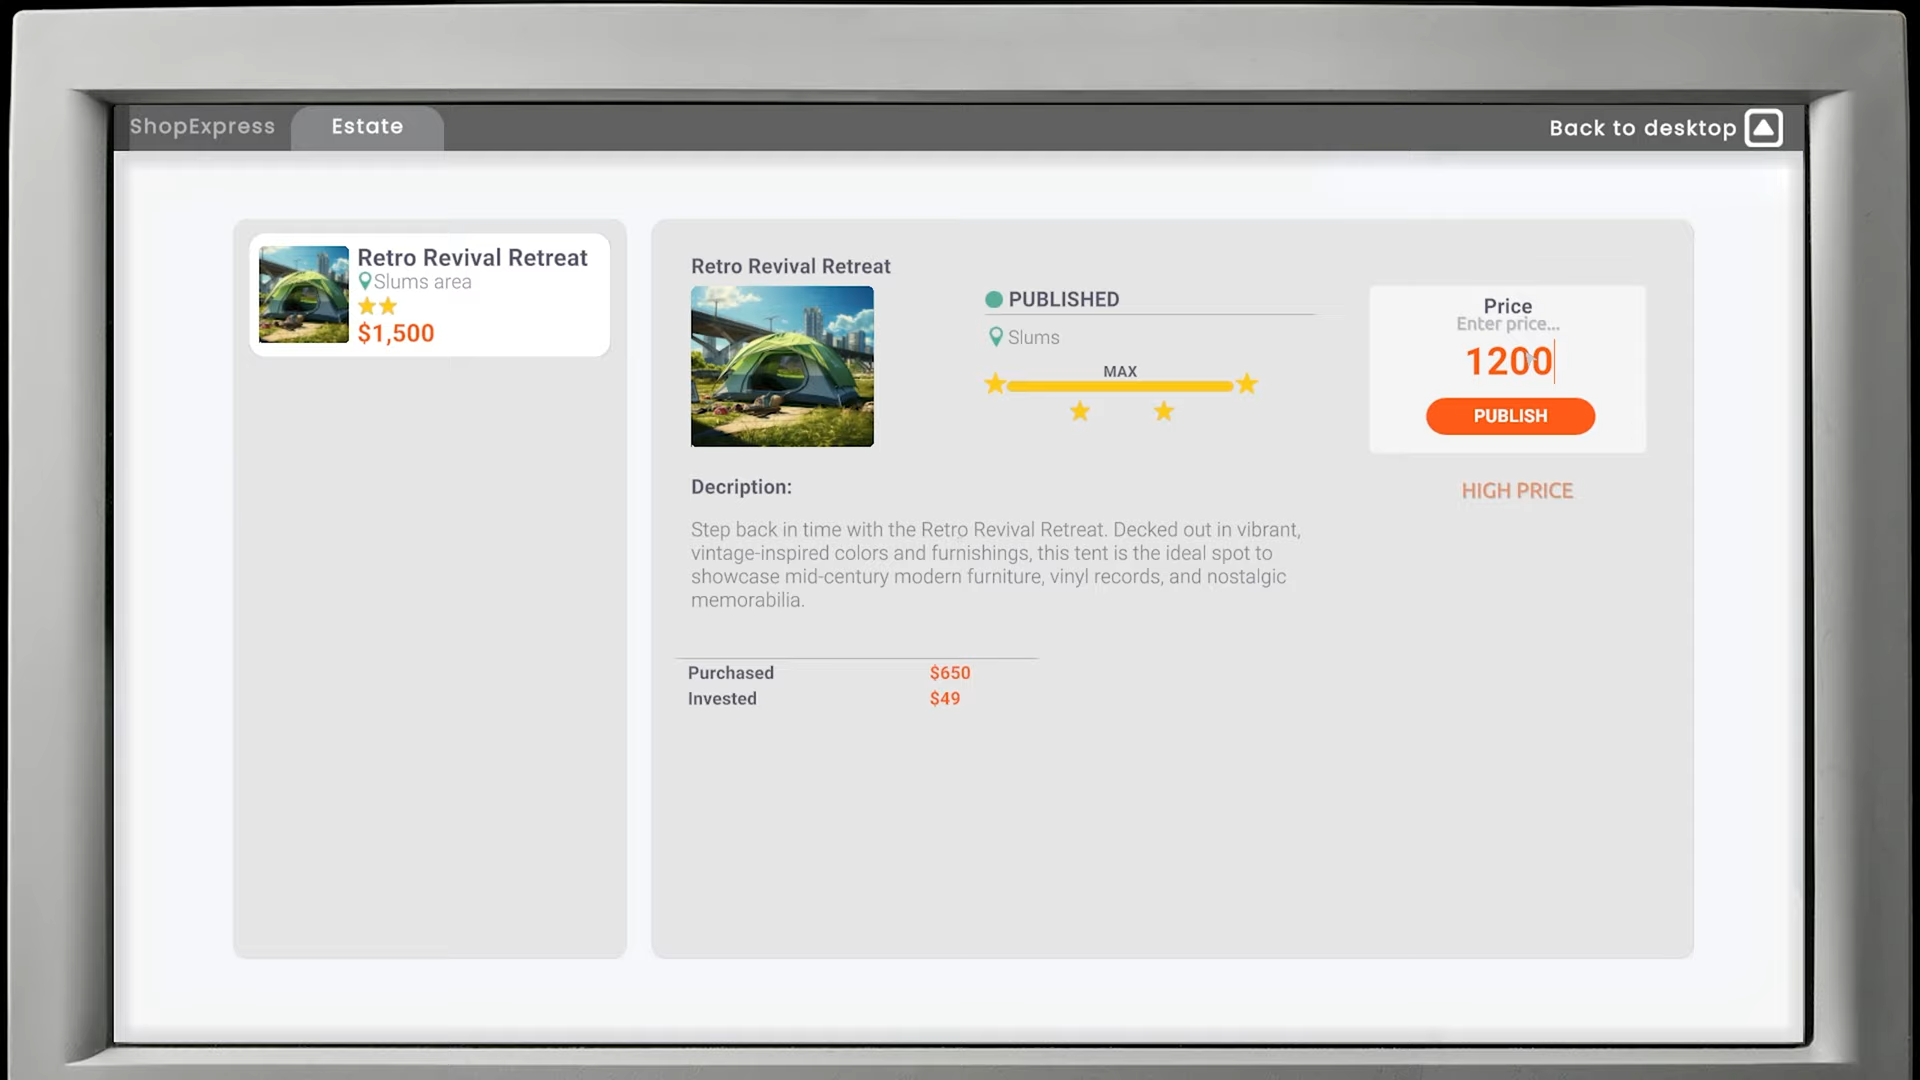 ShopExpress
Estate
Back to desktop
Retro Revival Retreat
Slums area
$1,500
Retro Revival Retreat
PUBLISHED
Slums
MAX
Price
Enter price...
1200
PUBLISH
HIGH PRICE
Decription:
Step back in time with the Retro Revival Retreat. Decked out in vibrant,
vintage-inspired colors and furnishings, this tent is the ideal spot to
showcase mid-century modern furniture, vinyl records, and nostalgic
memorabilia.
Purchased $650
Invested $49